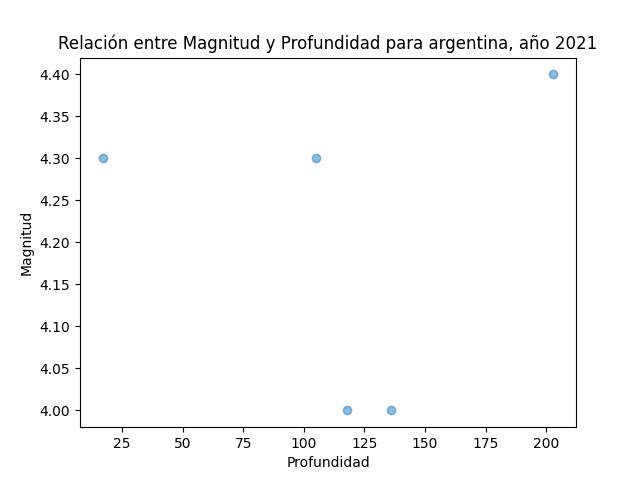 Relación entre Magnitud y Profundidad para argentina, año 2021
4.40
4.35
4.30
4.25
4.20
4.15
4.10
4.05
4.00
Magnitud
25 50 75 100 125 150 175 200
Profundidad